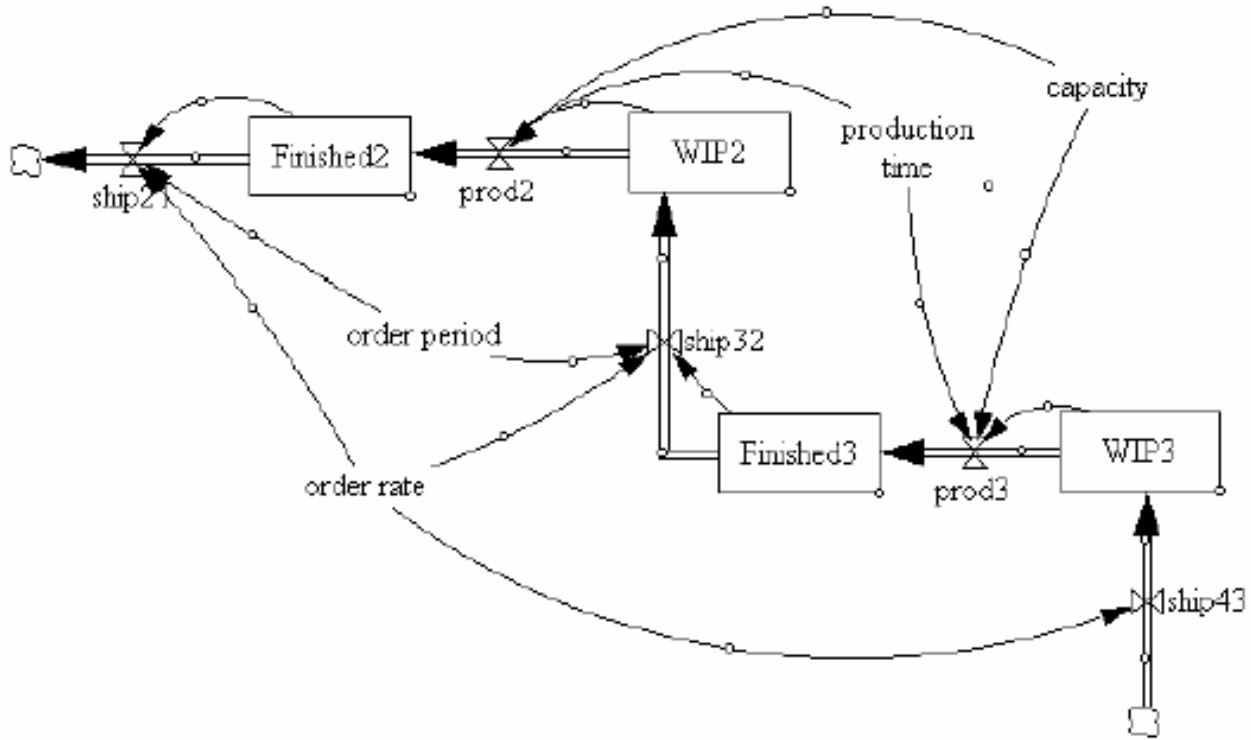 capacity
production
time
Finished2
WIP2
ship21
prod2
order period
ship32
Finished3
WIP3
prod3
order rate
ship43